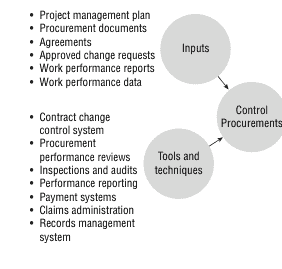 • Project management plan
• Procurement documents
• Agreements
• Approved change requests
• Work performance reports
• Work performance data
Inputs
• Contract change
control system
• Procurement
performance reviews
• Inspections and audits
• Performance reporting
• Payment systems
• Claims administration
• Records management
system
Tools and
techniques
Control
Procurements